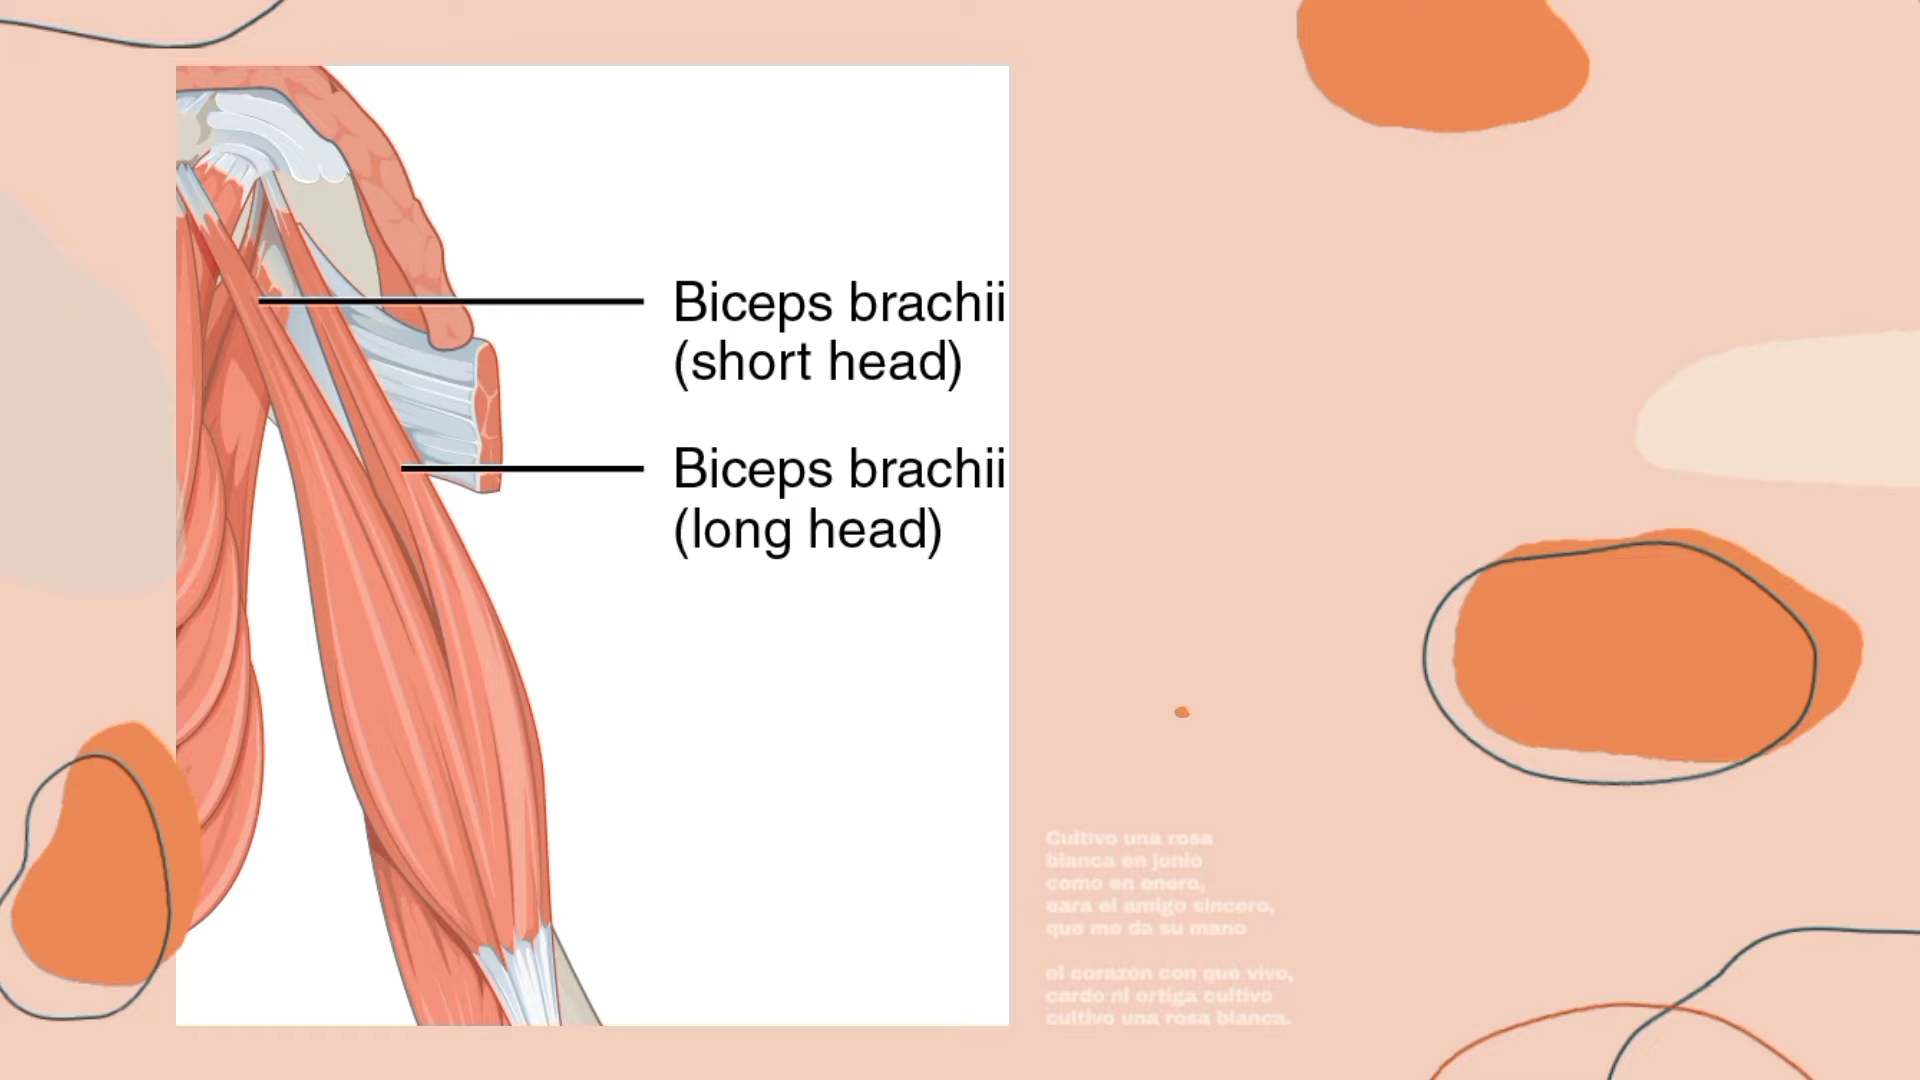 Biceps brachii
(short head)
Biceps brachii
(long head)
Cultivo una rosa
blanca en junio
como en enero,
eara el amigo sincero,
que me da su mano
el corazón con que vivo,
cardo ni ortiga cultivo
cultivo una rosa blanca.